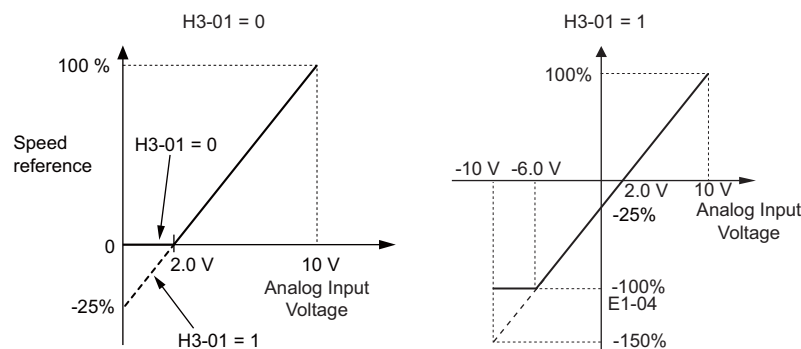 H3-01 = 0
100 %
Speed
reference
H3-01 = 0
0
2.0 V
10 V
Analog Input
Voltage
-25%
H3-01 = 1
H3-01 = 1
100%
-10 V
-6.0 V
2.0 V
10 V
-25%
Analog Input
Voltage
-100%
E1-04
-150%